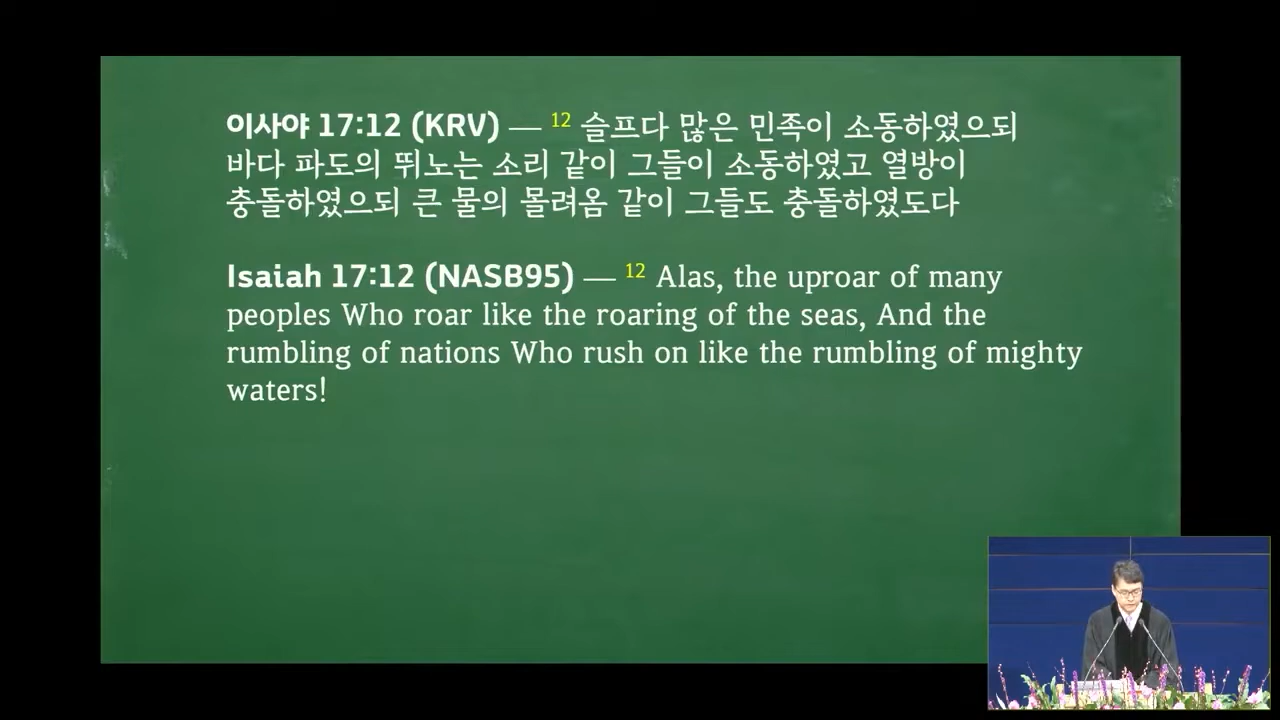 이사야 17:12 (KRV) — 12 슬프다 많은 민족이 소동하였으되
바다 파도의 뛰노는 소리 같이 그들이 소동하였고 열방이
충돌하였으되 큰 물의 몰려옴 같이 그들도 충돌하였도다
Isaiah 17:12 (NASB95) — 12 Alas, the uproar of many
peoples Who roar like the roaring of the seas, And the
rumbling of nations Who rush on like the rumbling of mighty
waters!